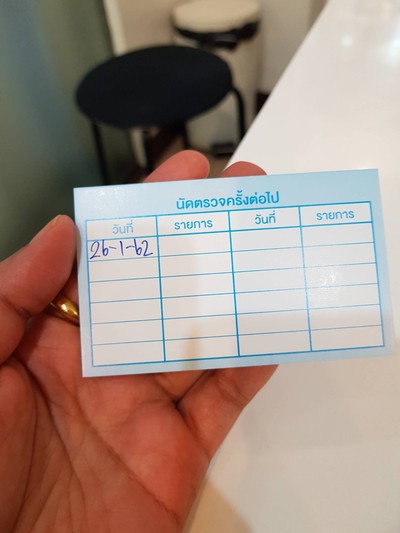 นัดตรวจครั้งต่อไป
วันที่ รายการ วันที่ รายการ
26-1-62